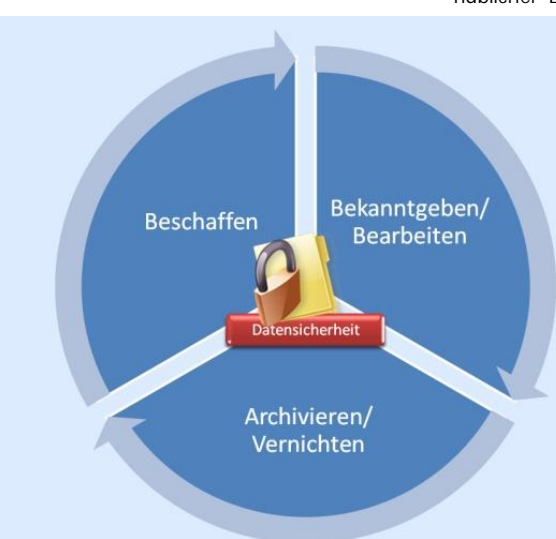 Beschaffen
Bekanntgeben/
Bearbeiten
Datensicherheit
Archivieren/
Vernichten